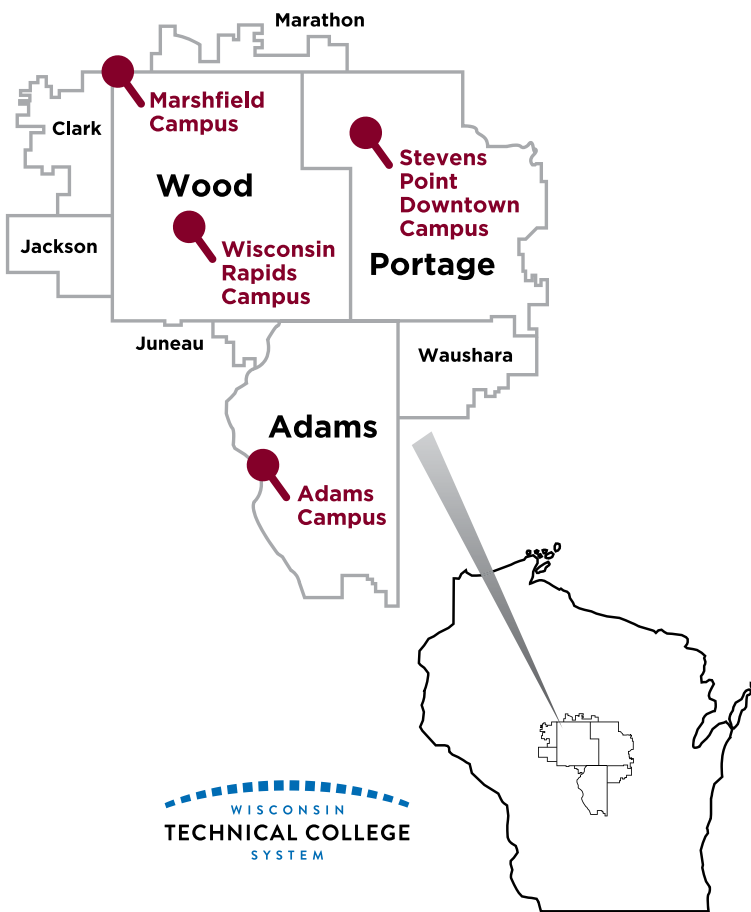 Marathon
Marshfield
Campus
Clark
Stevens
Point
Downtown
Campus
Wood
Jackson
Wisconsin
Rapids
Campus
Portage
Juneau
Waushara
Adams
Adams
Campus
WISCONSIN
TECHNICAL COLLEGE
SYSTEM